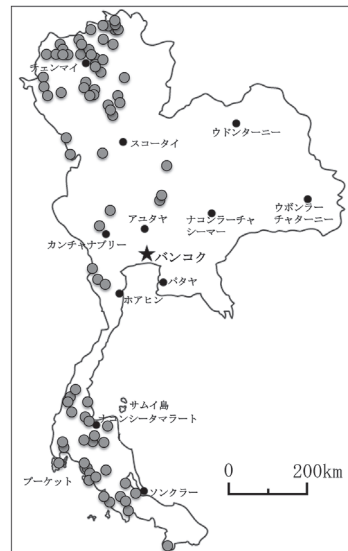 チェンマイ
スコータイ
ウドンターニー
アユタヤ
ナコンラーチャ
シーマー
ウボンラー
チャターニー
カンチャナブリー
バンコク
パタヤ
ホアヒン
サムイ島
ナコンシータマラート
プーケット
ソンクラー
0
200km